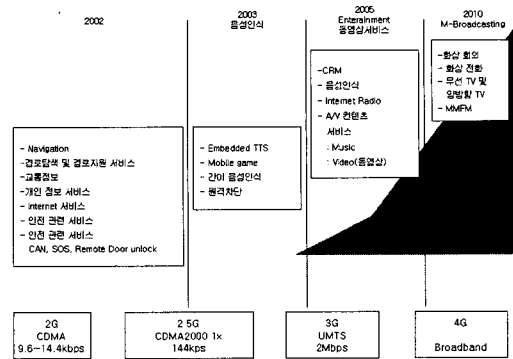 2002
2003
음성인식
2005
Enterainment
동영상서비스
2010
M-Broadcasting
- Navigation
-경로탐색 및 경로지원 서비스
-교통정보
- 개인 정보 서비스
- Internet 서비스
- 안전 관련 서비스
- 안전 관련 서비스
CAN, SOS, Remote Door unlock
- Embedded TTS
- Mobile game
- 간이 음성인식
- 원격차단
-CRM
- 음성인식
- Internet Radio
- A/V 컨텐츠
서비스
: Music
: Video(동영상)
-화상 회의
- 화상 전화
- 무선 TV 및
양방향 TV
- MMFM
2G
CDMA
9.6~14.4kbps
2.5G
CDMA2000 1x
144kps
3G
UMTS
2Mbps
4G
Broadband